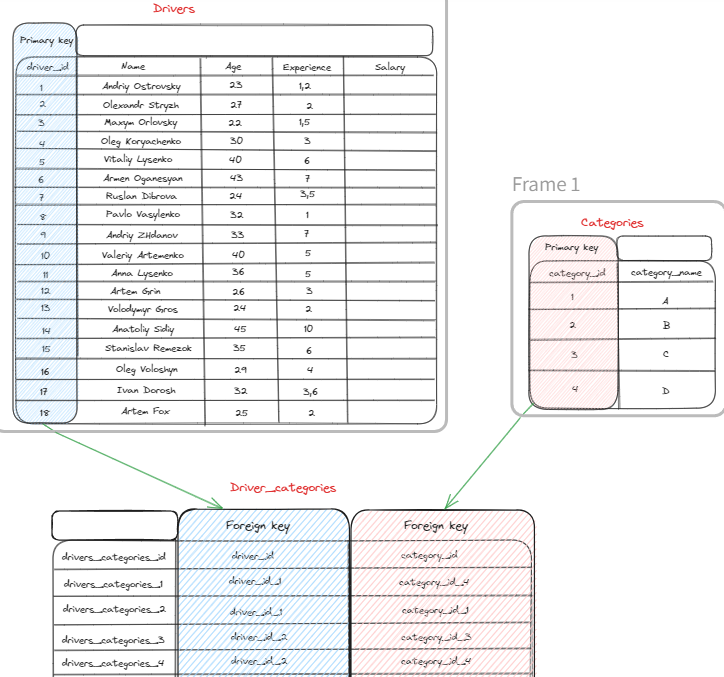 Drivers
Primary key
driver_id Name Age Experience Salary
1 Andriy Ostrovsky 23 1,2
2 Olexandr Stryzh 27 2
3 Maxym Orlovsky 22 1,5
4 Oleg Koryachenko 30 3
5 Vitaliy Lysenko 40 6
6 Armen Oganesyan 43 7
7 Ruslan Dibrova 24 3,5
8 Pavlo Vasylenko 32 1
9 Andriy ZHdanov 33 7
10 Valeriy Artemenko 40 5
11 Anna Lysenko 36 5
12 Artem Grin 26 3
13 Volodymyr Gros 24 2
14 Anatoliy Sidiy 45 10
15 Stanislav Remezok 35 6
16 Oleg Voloshyn 29 4
17 Ivan Dorosh 32 3,6
18 Artem Fox 25 2
Frame 1
Categories
Primary key
category_id category_name
1 A
2 B
3 C
4 D
Driver_categories
Foreign key Foreign key
drivers_categories_id driver_id category_id
drivers_categories_1 driver_id_1 category_id_4
drivers_categories_2 driver_id_1 category_id_1
drivers_categories_3 driver_id_2 category_id_3
drivers_categories_4 driver_id_2 category_id_4